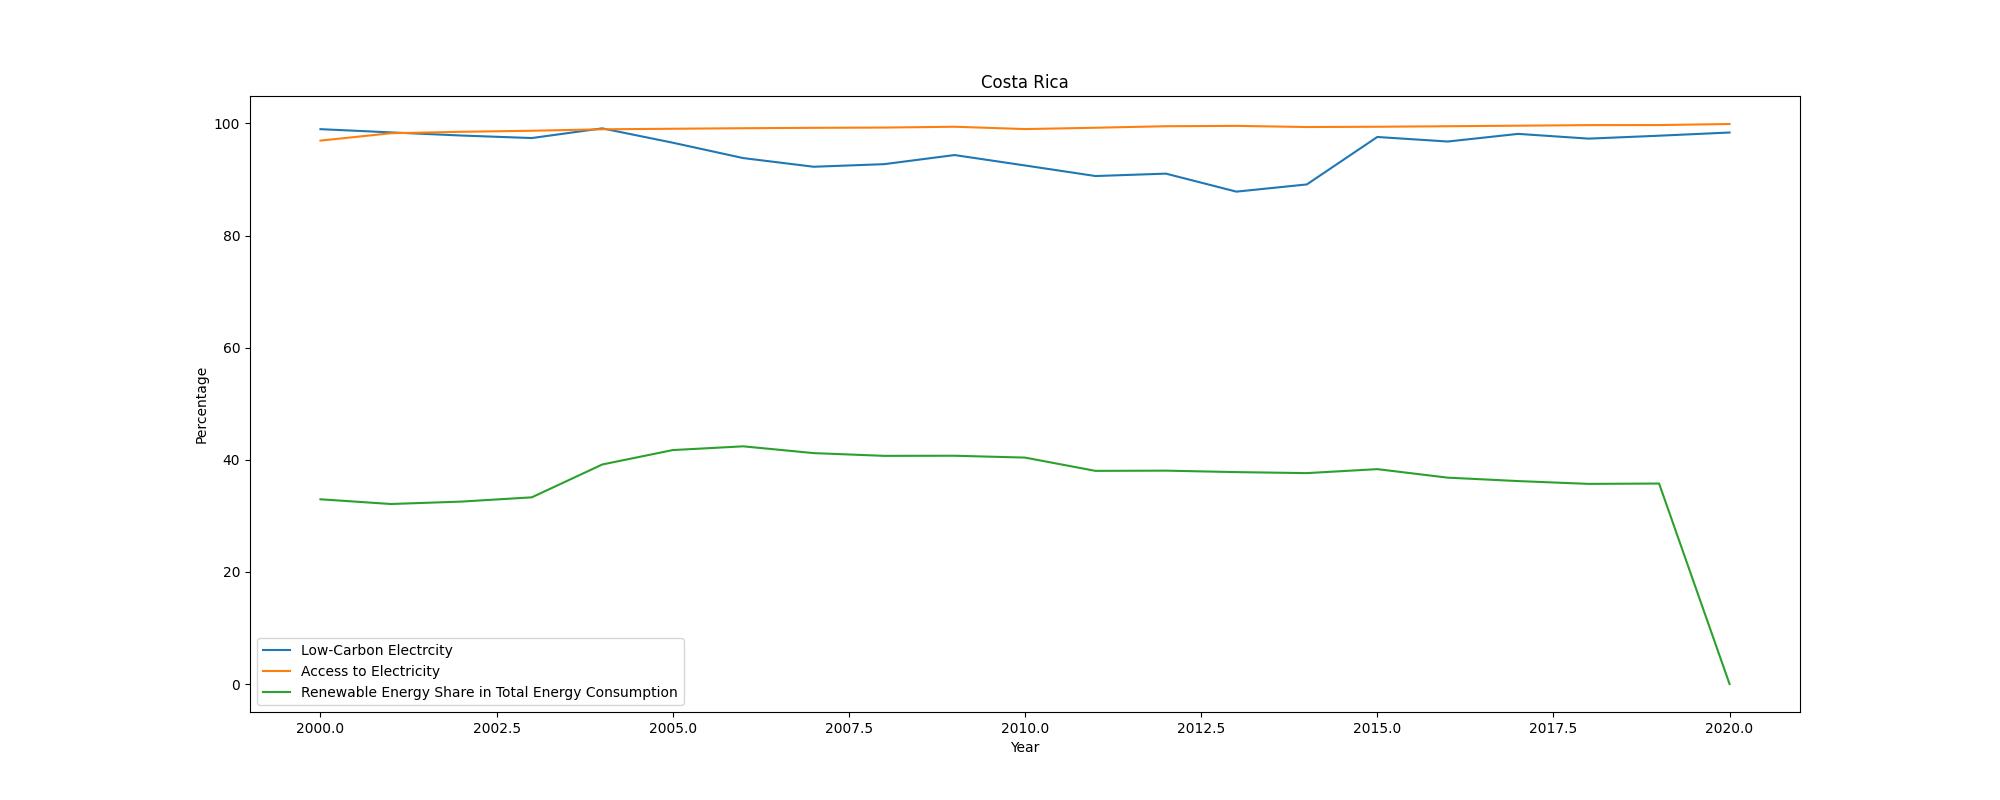 Costa Rica
100
80
60
40
20
0
Percentage
Low-Carbon Electrcity
Access to Electricity
Renewable Energy Share in Total Energy Consumption
2000.0 2002.5 2005.0 2007.5 2010.0 2012.5 2015.0 2017.5 2020.0
Year